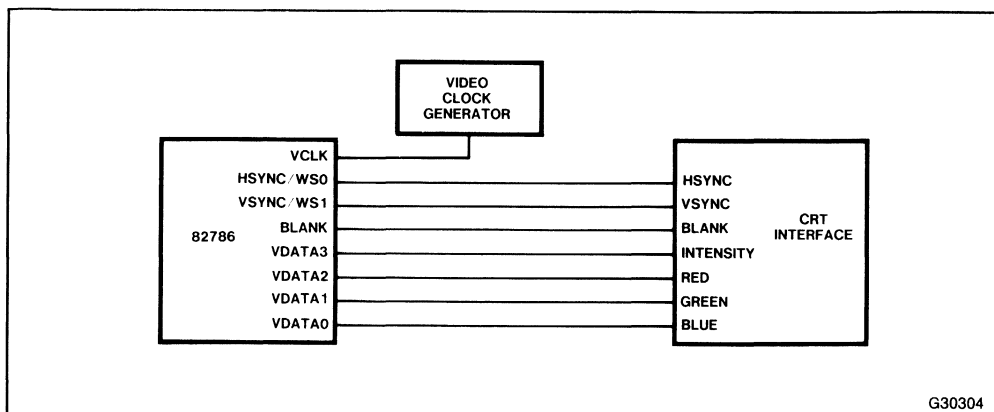 VIDEO
CLOCK
GENERATOR
82786
VCLK
HSYNC/WS0
VSYNC/WS1
BLANK
VDATA3
VDATA2
VDATA1
VDATA0
HSYNC
VSYNC
BLANK
INTENSITY
RED
GREEN
BLUE
CRT
INTERFACE
G30304